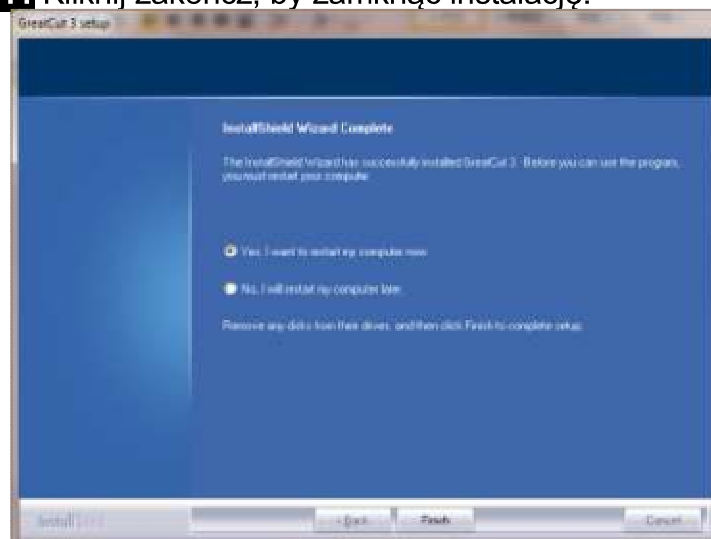 Kliknij zakończ, by zamknąć instalację.
GreatCut 3 setup
InstallShield Wizard Complete
The InstallShield Wizard has successfully installed GreatCut 3. Before you can use the program,
you must restart your computer.
Yes, I want to restart my computer now.
No, I will restart my computer later.
Remove any disks from their drives, and then click Finish to complete setup.
InstallShield
< Back
Finish
Cancel